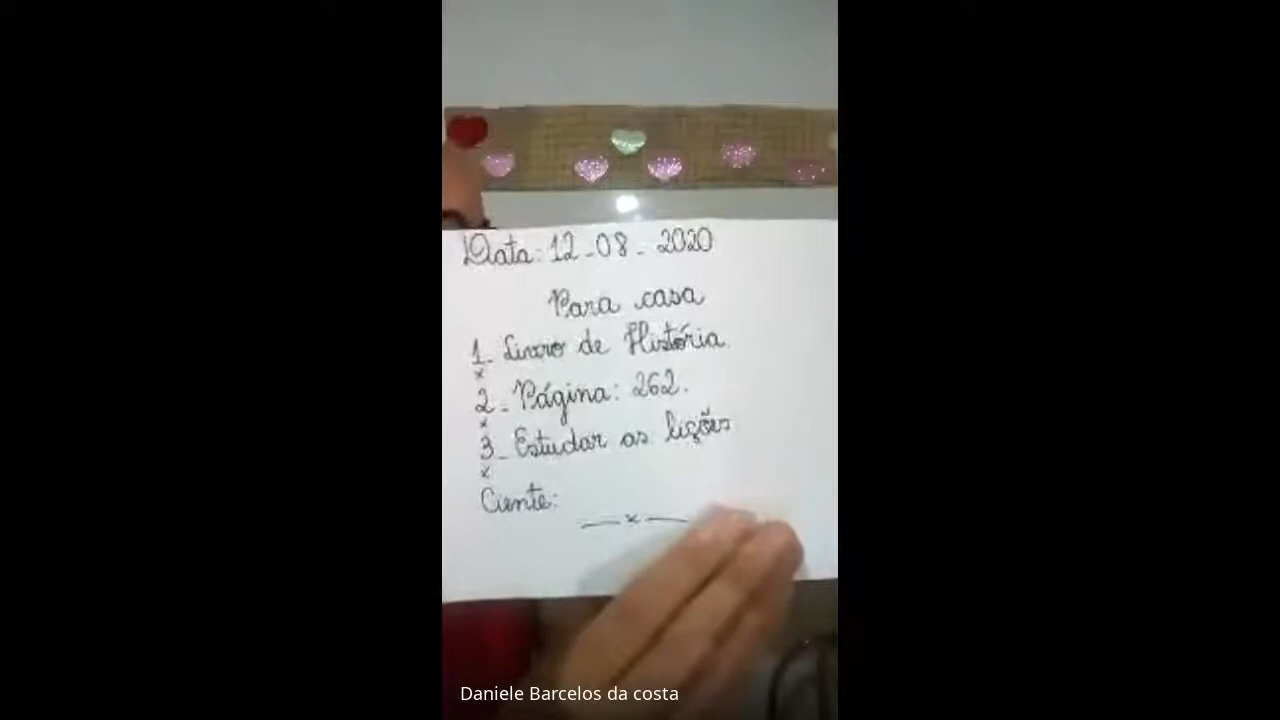 Data: 12-08-2020
Para casa
1- Livro de História.
x
2- Página: 262.
x
3- Estudar as lições
x
Ciente:
—x—
Daniele Barcelos da costa